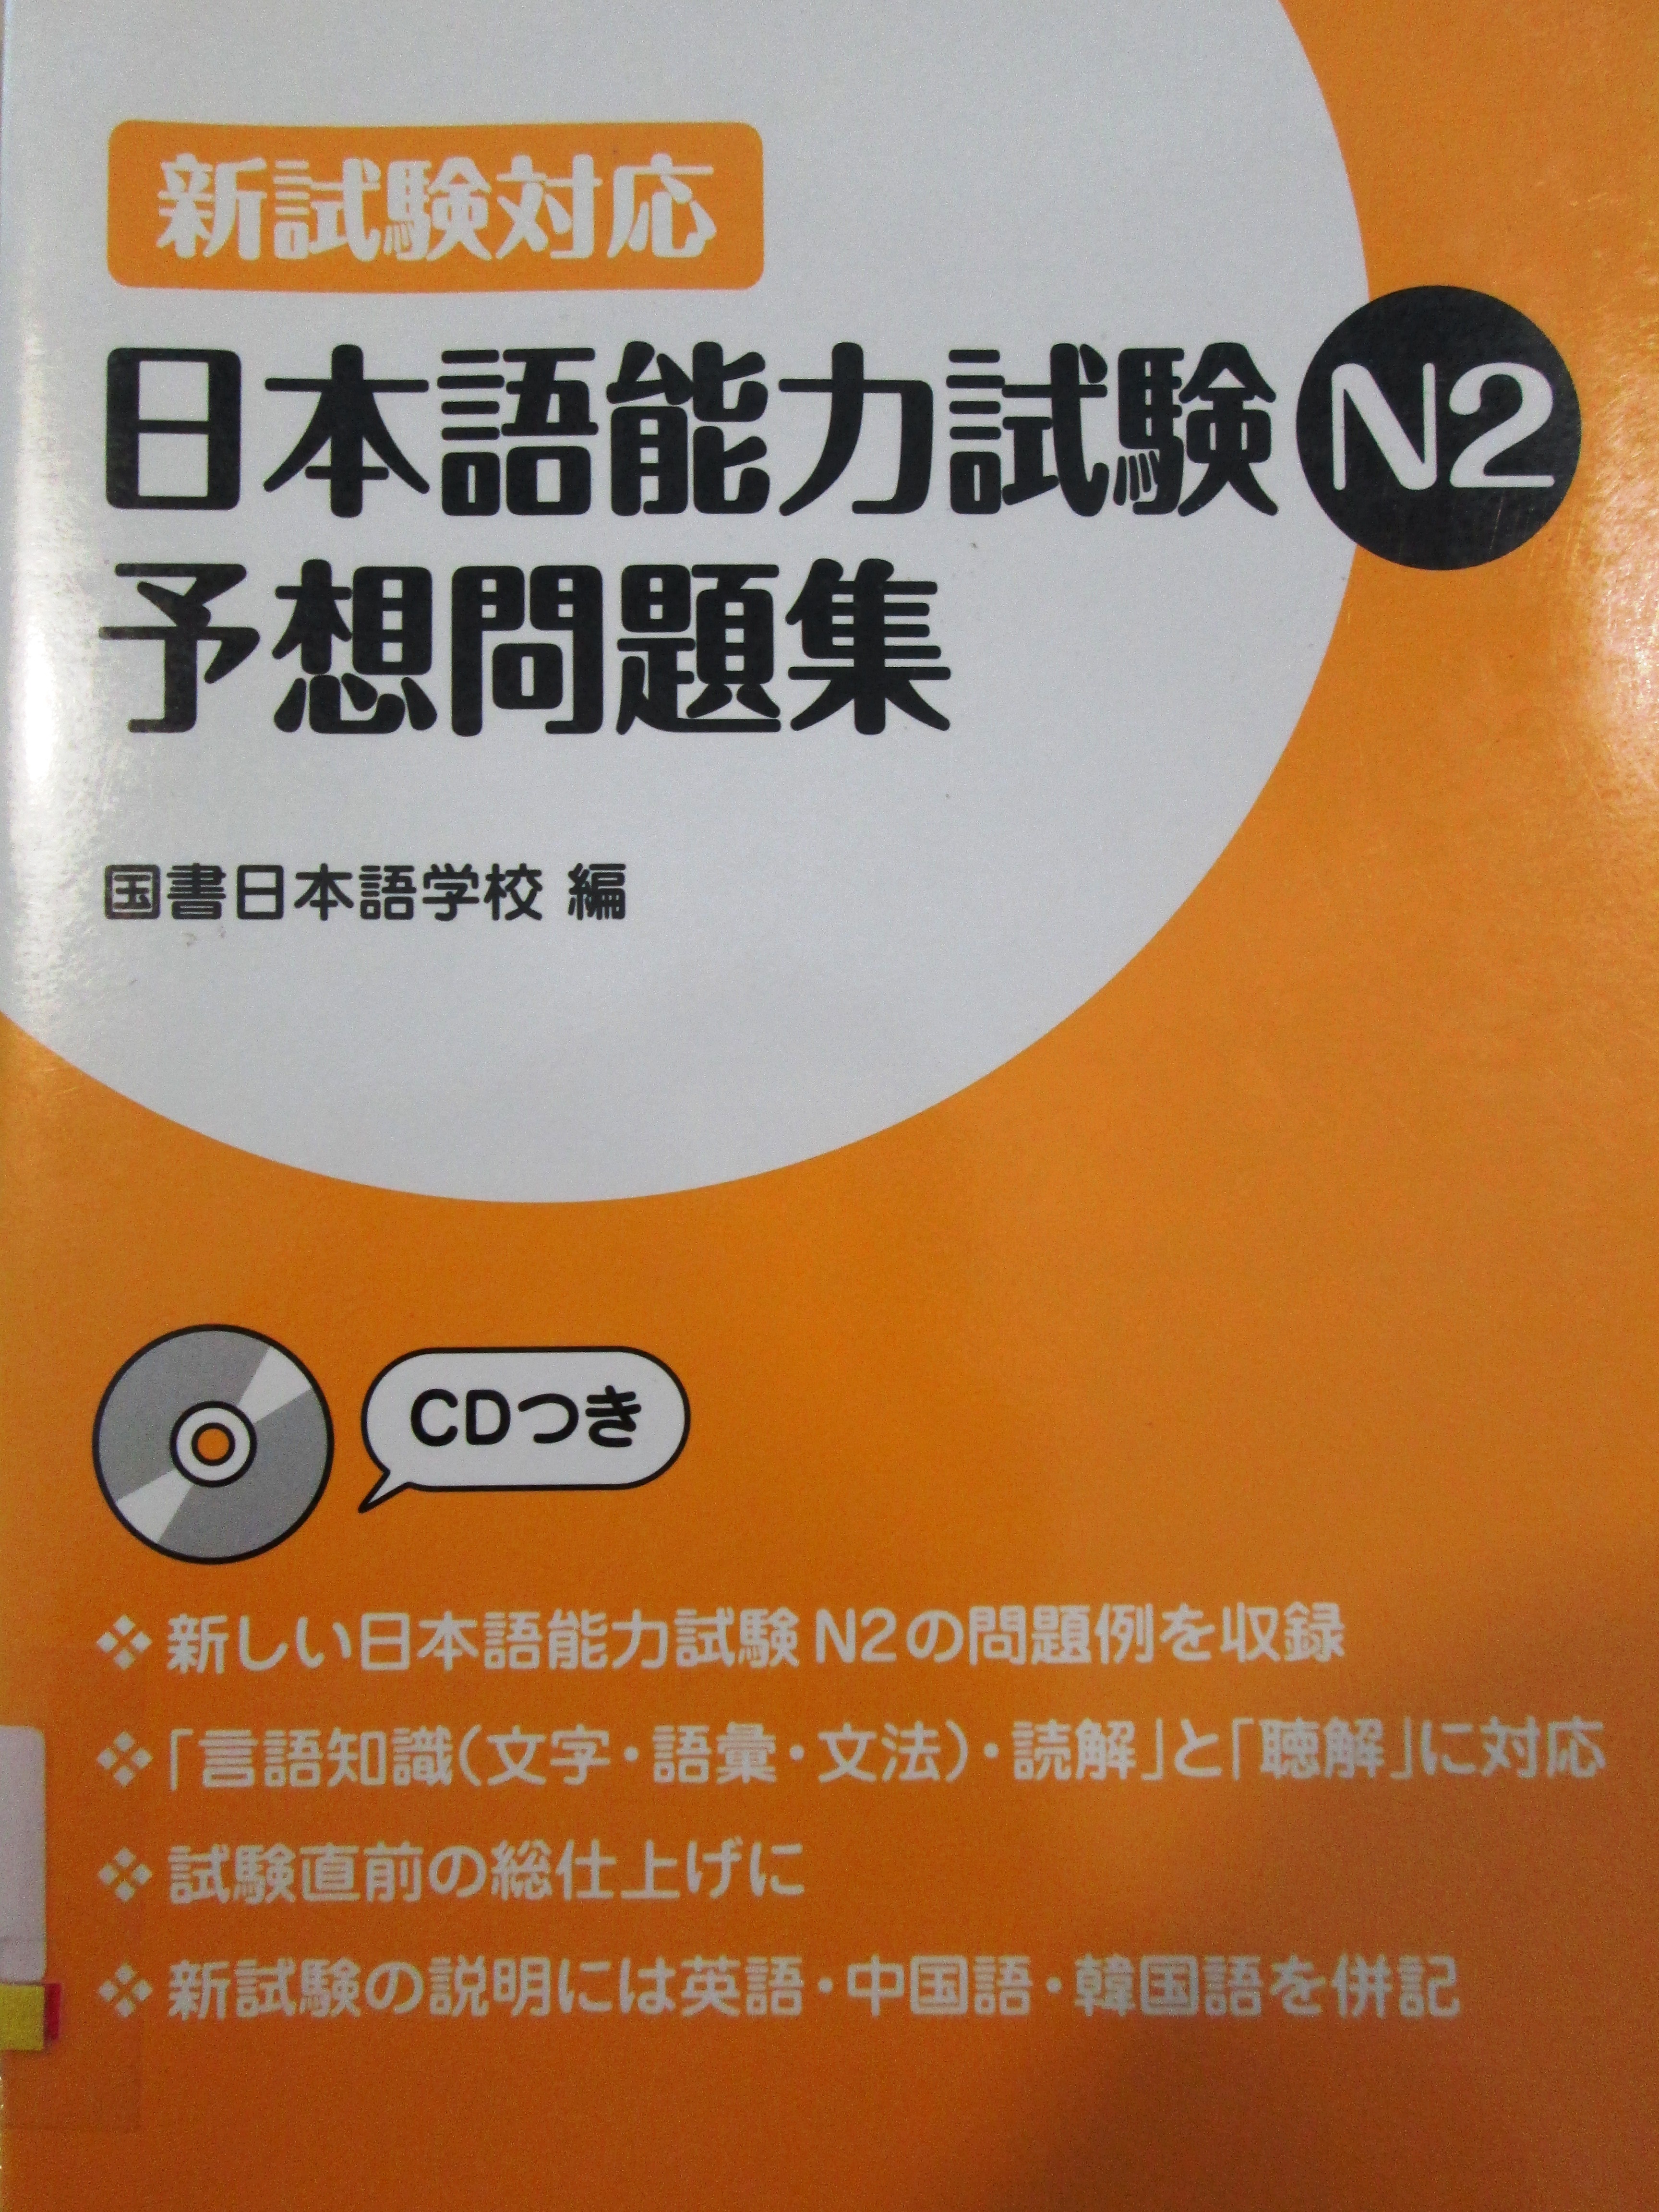 新試験対応
日本語能力試験 N2
予想問題集
国書日本語学校 編
CDつき
❖ 新しい日本語能力試験N2の問題例を収録
❖ 「言語知識(文字・語彙・文法)・読解」と「聴解」に対応
❖ 試験直前の総仕上げに
❖ 新試験の説明には英語・中国語・韓国語を併記